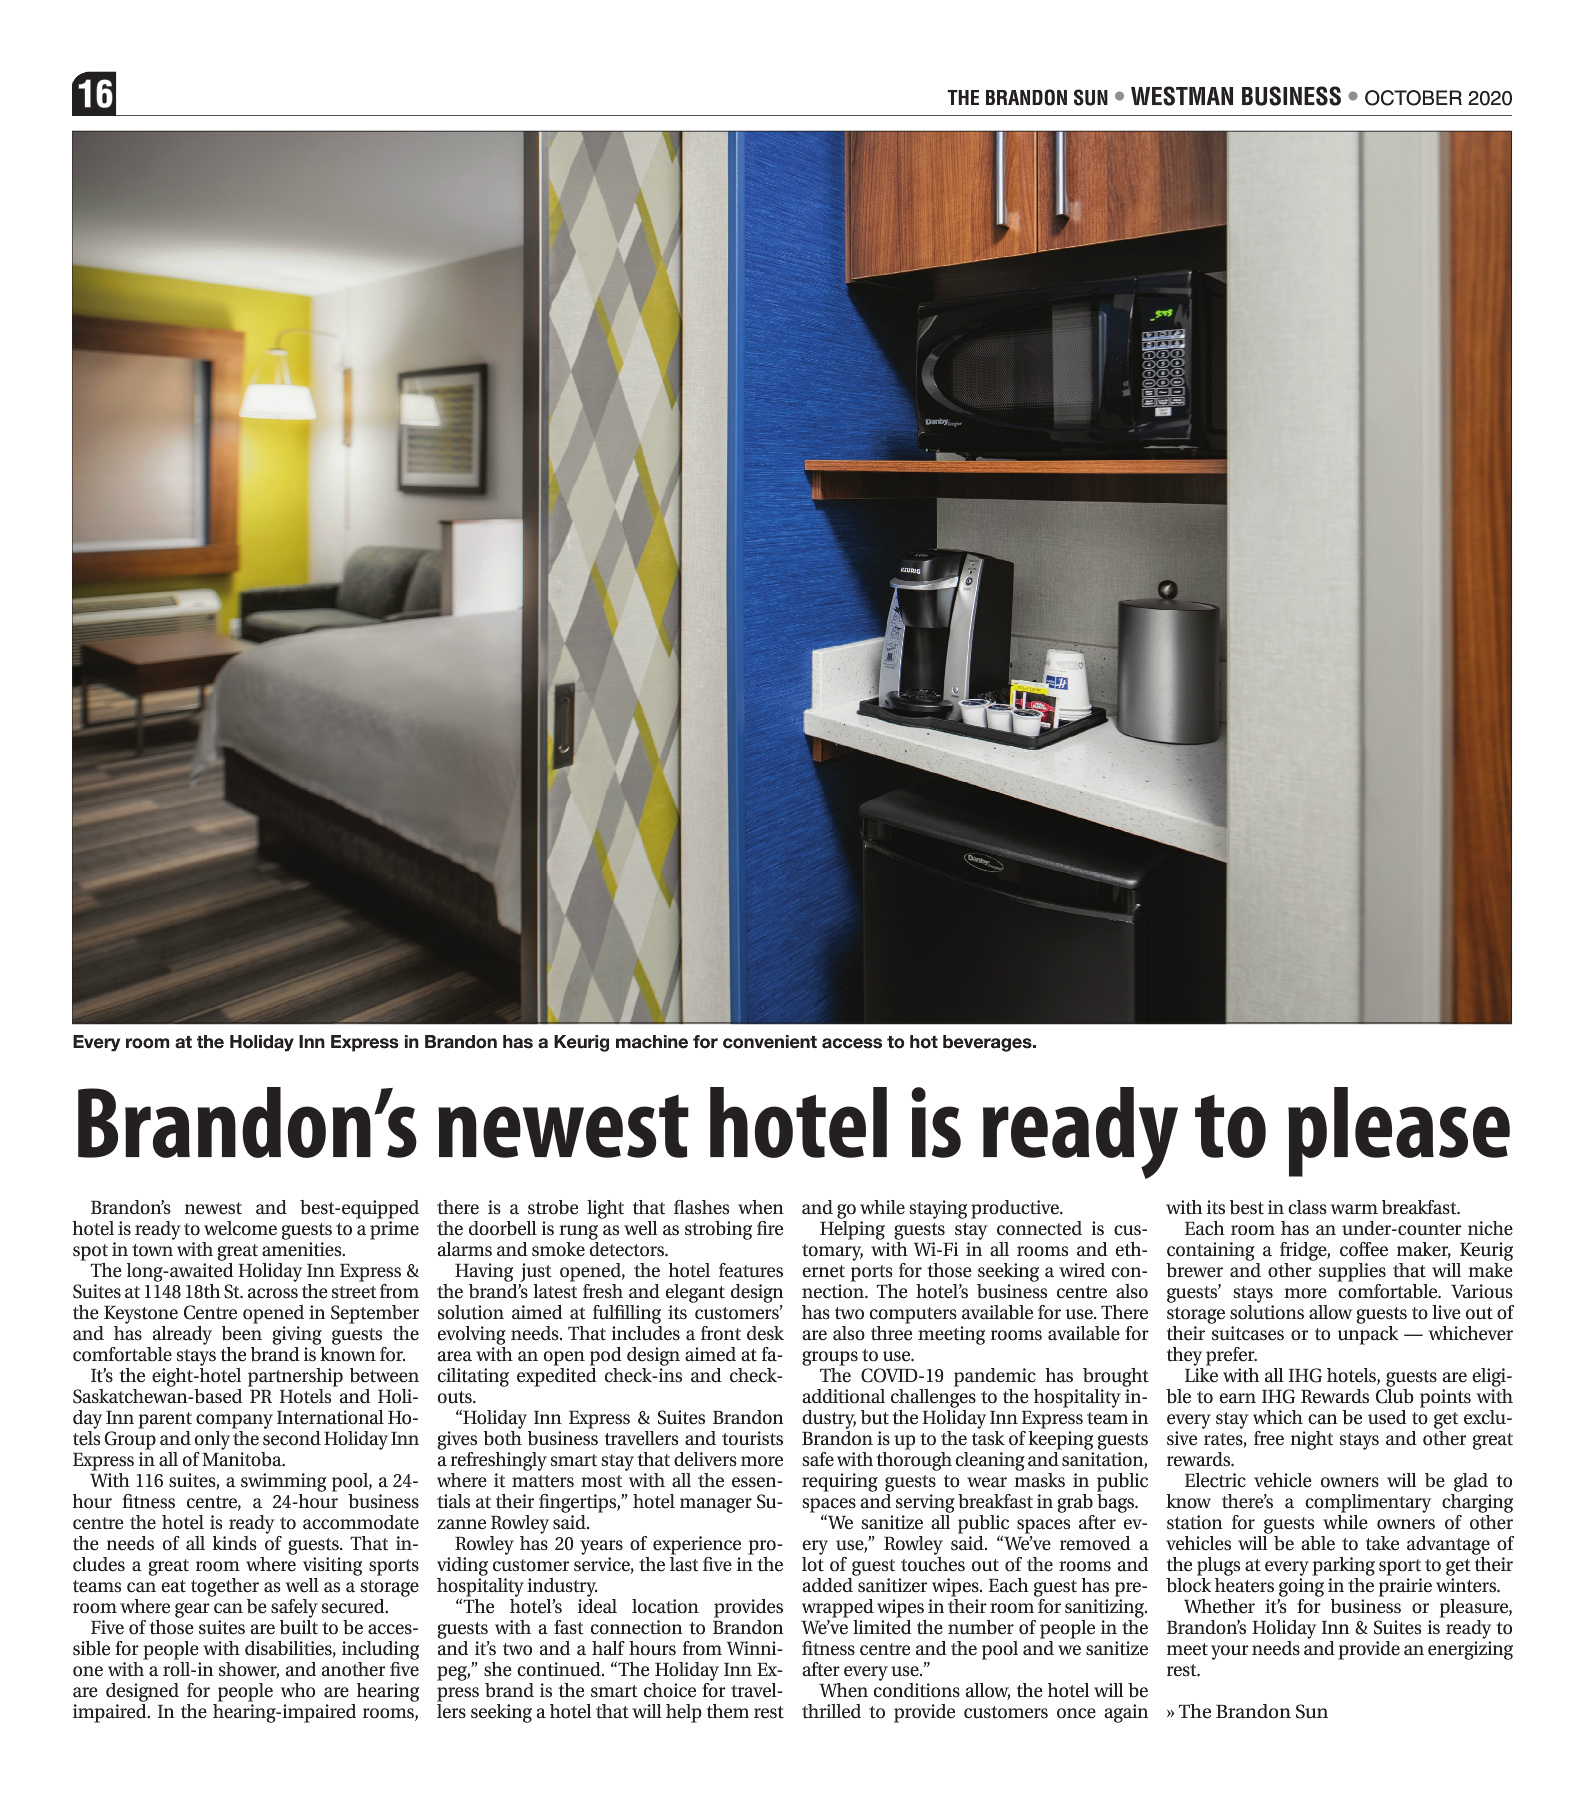 16
THE BRANDON SUN • WESTMAN BUSINESS • OCTOBER 2020
Danby
KEURIG
Danby
Every room at the Holiday Inn Express in Brandon has a Keurig machine for convenient access to hot beverages.
Brandon's newest hotel is ready to please
Brandon's newest and best-equipped
hotel is ready to welcome guests to a prime
spot in town with great amenities.
The long-awaited Holiday Inn Express &
Suites at 1148 18th St. across the street from
the Keystone Centre opened in September
and has already been giving guests the
comfortable stays the brand is known for.
It's the eight-hotel partnership between
Saskatchewan-based PR Hotels and Holi-
day Inn parent company International Ho-
tels Group and only the second Holiday Inn
Express in all of Manitoba.
With 116 suites, a swimming pool, a 24-
hour fitness centre, a 24-hour business
centre the hotel is ready to accommodate
the needs of all kinds of guests. That in-
cludes a great room where visiting sports
teams can eat together as well as a storage
room where gear can be safely secured.
Five of those suites are built to be acces-
sible for people with disabilities, including
one with a roll-in shower, and another five
are designed for people who are hearing
impaired. In the hearing-impaired rooms,
there is a strobe light that flashes when
the doorbell is rung as well as strobing fire
alarms and smoke detectors.
Having just opened, the hotel features
the brand's latest fresh and elegant design
solution aimed at fulfilling its customers'
evolving needs. That includes a front desk
area with an open pod design aimed at fa-
cilitating expedited check-ins and check-
outs.
"Holiday Inn Express & Suites Brandon
gives both business travellers and tourists
a refreshingly smart stay that delivers more
where it matters most with all the essen-
tials at their fingertips," hotel manager Su-
zanne Rowley said.
Rowley has 20 years of experience pro-
viding customer service, the last five in the
hospitality industry.
"The hotel's ideal location provides
guests with a fast connection to Brandon
and it's two and a half hours from Winni-
peg," she continued. "The Holiday Inn Ex-
press brand is the smart choice for travel-
lers seeking a hotel that will help them rest
and go while staying productive.
Helping guests stay connected is cus-
tomary, with Wi-Fi in all rooms and eth-
ernet ports for those seeking a wired con-
nection. The hotel's business centre also
has two computers available for use. There
are also three meeting rooms available for
groups to use.
The COVID-19 pandemic has brought
additional challenges to the hospitality in-
dustry, but the Holiday Inn Express team in
Brandon is up to the task of keeping guests
safe with thorough cleaning and sanitation,
requiring guests to wear masks in public
spaces and serving breakfast in grab bags.
"We sanitize all public spaces after ev-
ery use," Rowley said. "We've removed a
lot of guest touches out of the rooms and
added sanitizer wipes. Each guest has pre-
wrapped wipes in their room for sanitizing.
We've limited the number of people in the
fitness centre and the pool and we sanitize
after every use."
When conditions allow, the hotel will be
thrilled to provide customers once again
with its best in class warm breakfast.
Each room has an under-counter niche
containing a fridge, coffee maker, Keurig
brewer and other supplies that will make
guests' stays more comfortable. Various
storage solutions allow guests to live out of
their suitcases or to unpack — whichever
they prefer.
Like with all IHG hotels, guests are eligi-
ble to earn IHG Rewards Club points with
every stay which can be used to get exclu-
sive rates, free night stays and other great
rewards.
Electric vehicle owners will be glad to
know there's a complimentary charging
station for guests while owners of other
vehicles will be able to take advantage of
the plugs at every parking sport to get their
block heaters going in the prairie winters.
Whether it's for business or pleasure,
Brandon's Holiday Inn & Suites is ready to
meet your needs and provide an energizing
rest.
» The Brandon Sun